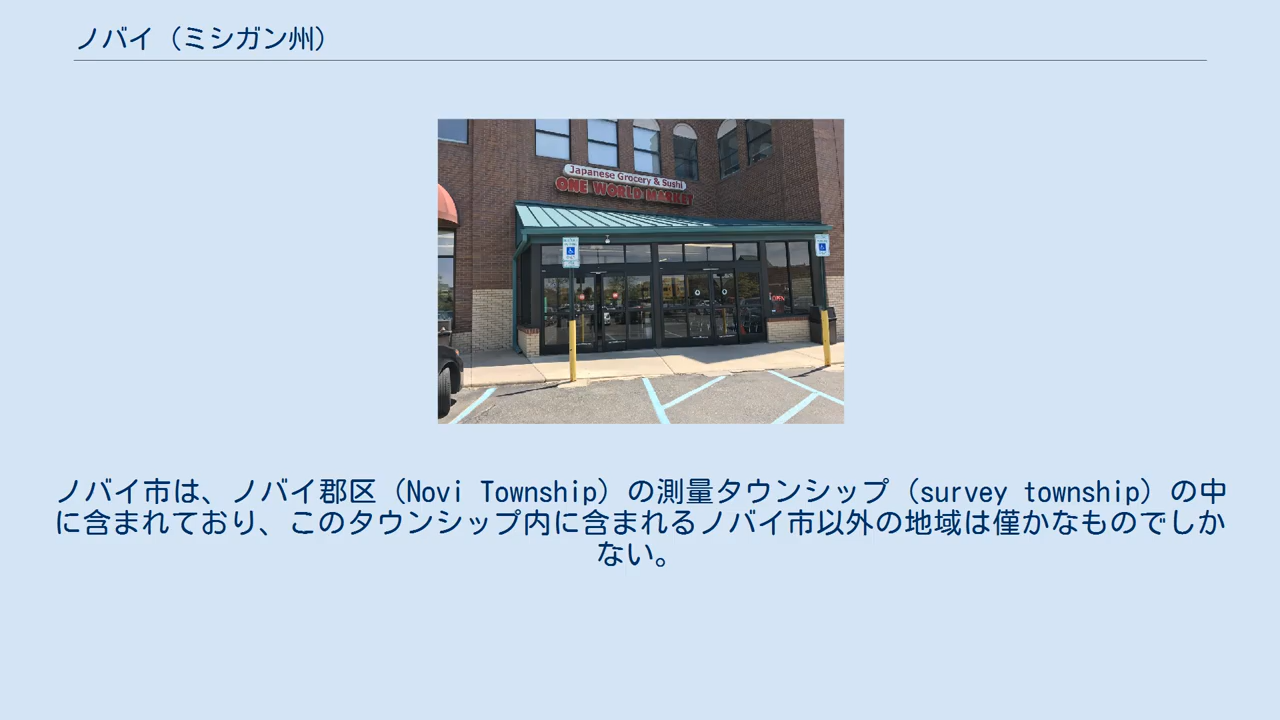 ノバイ（ミシガン州）
Japanese Grocery & Sushi
ONE WORLD MARKET
OPEN
ノバイ市は、ノバイ郡区（Novi Township）の測量タウンシップ（survey township）の中
に含まれており、このタウンシップ内に含まれるノバイ市以外の地域は僅かなものでしか
ない。